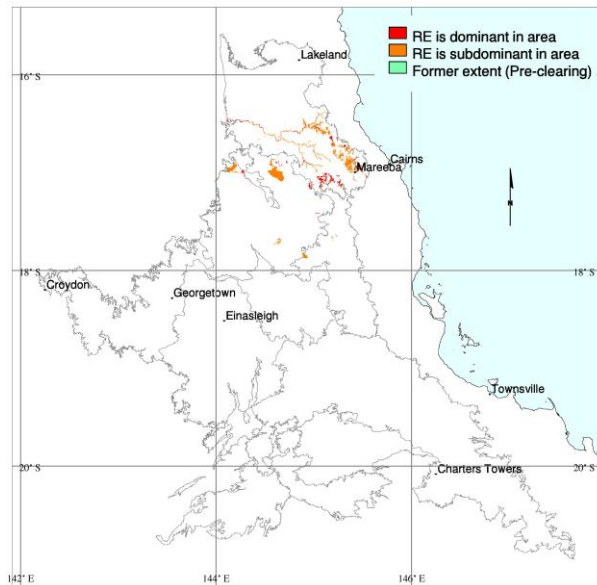 RE is dominant in area
RE is subdominant in area
Former extent (Pre-clearing)
Lakeland
16° S
Cairns
Mareeba
N
18° S
18° S
Croydon
Georgetown
Einasleigh
Townsville
20° S
Charters Towers
20° S
142° E
144° E
146° E